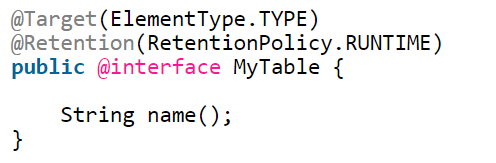 @Target(ElementType.TYPE)
@Retention(RetentionPolicy.RUNTIME)
public @interface MyTable {
String name();
}